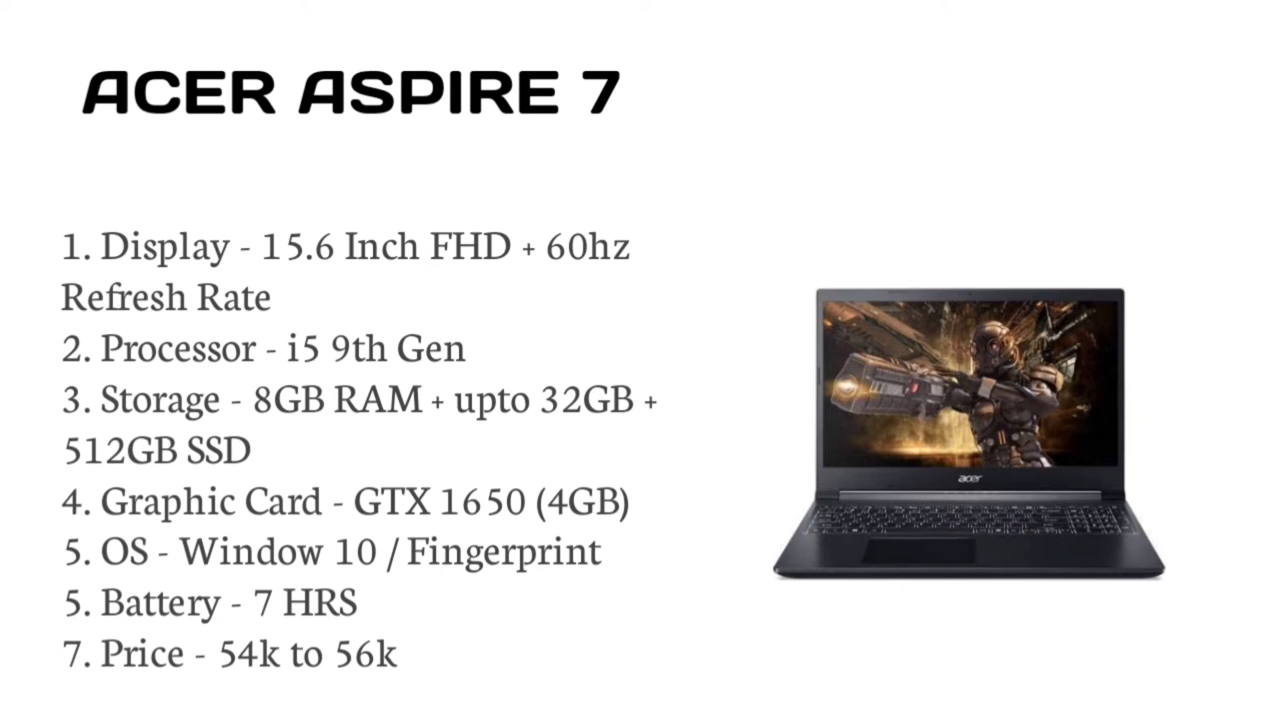 ACER ASPIRE 7
1. Display - 15.6 Inch FHD + 60hz
Refresh Rate
2. Processor - i5 9th Gen
3. Storage - 8GB RAM + upto 32GB +
512GB SSD
4. Graphic Card - GTX 1650 (4GB)
5. OS - Window 10 / Fingerprint
5. Battery - 7 HRS
7. Price - 54k to 56k
acer